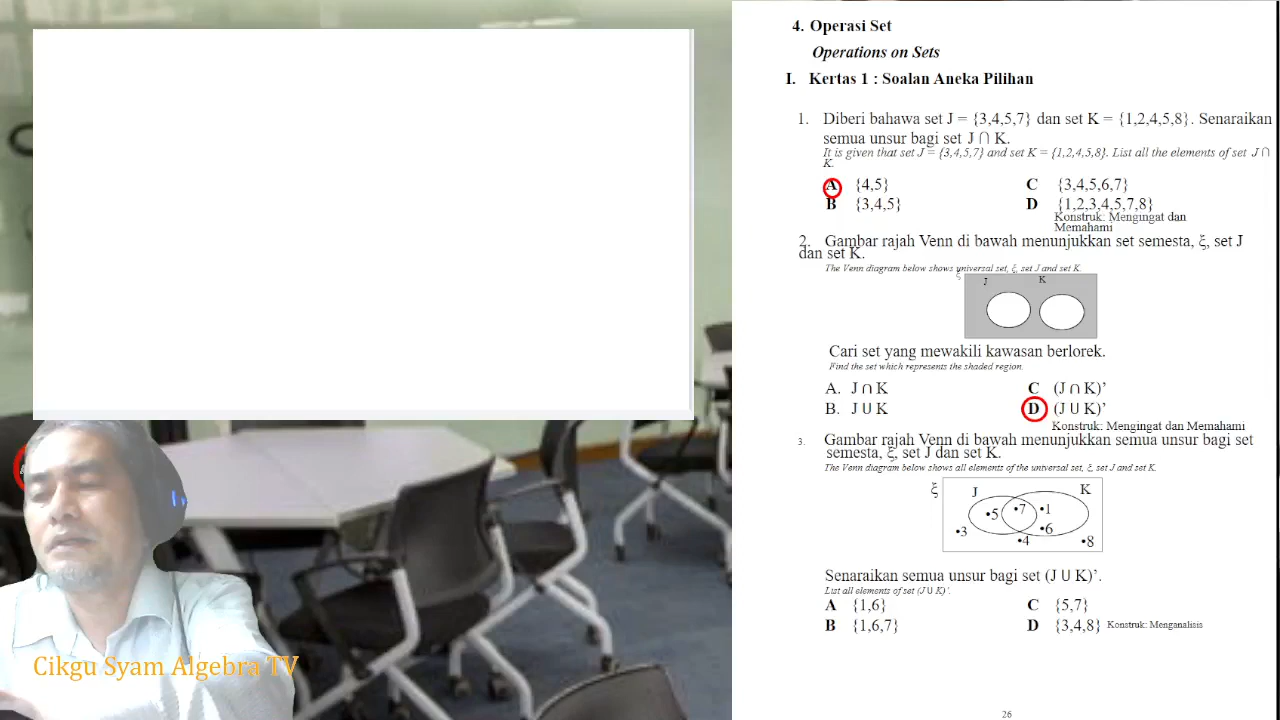 4. Operasi Set
Operations on Sets
I. Kertas 1 : Soalan Aneka Pilihan
1. Diberi bahawa set J = {3,4,5,7} dan set K = {1,2,4,5,8}. Senaraikan
semua unsur bagi set J ∩ K.
It is given that set J = {3,4,5,7} and set K = {1,2,4,5,8}. List all the elements of set J ∩
K.
A {4,5} C {3,4,5,6,7}
B {3,4,5} D {1,2,3,4,5,7,8}
Konstruk: Mengingat dan
Memahami
2. Gambar rajah Venn di bawah menunjukkan set semesta, ξ, set J
dan set K.
The Venn diagram below shows universal set, ξ, set J and set K.
ξ
J K
Cari set yang mewakili kawasan berlorek.
Find the set which represents the shaded region.
A. J ∩ K C (J ∩ K)’
B. J U K D (J U K)’
Konstruk: Mengingat dan Memahami
3. Gambar rajah Venn di bawah menunjukkan semua unsur bagi set
semesta, ξ, set J dan set K.
The Venn diagram below shows all elements of the universal set, ξ, set J and set K.
ξ J K
•5 •7 •1
•3 •6
•4 •8
Senaraikan semua unsur bagi set (J U K)’.
List all elements of set (J U K)’.
A {1,6} C {5,7}
B {1,6,7} D {3,4,8} Konstruk: Menganalisis
26
Cikgu Syam Algebra TV